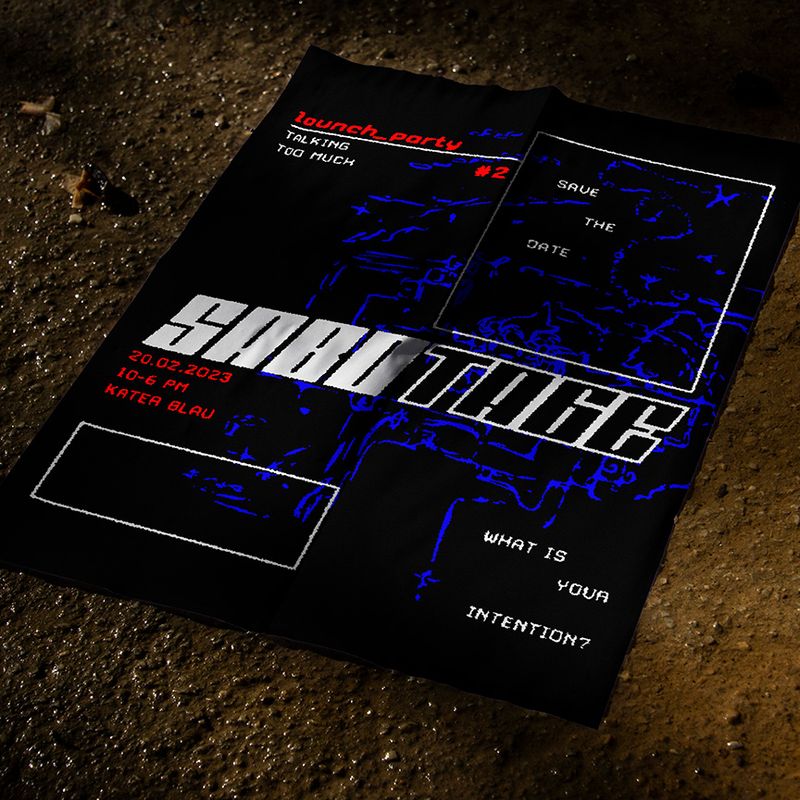 launch_party
TALKING
TOO MUCH
#2
SAVE
THE
DATE
SABOTAGE
20.02.2023
10-6 PM
KATER BLAU
WHAT IS
YOUR
INTENTION?